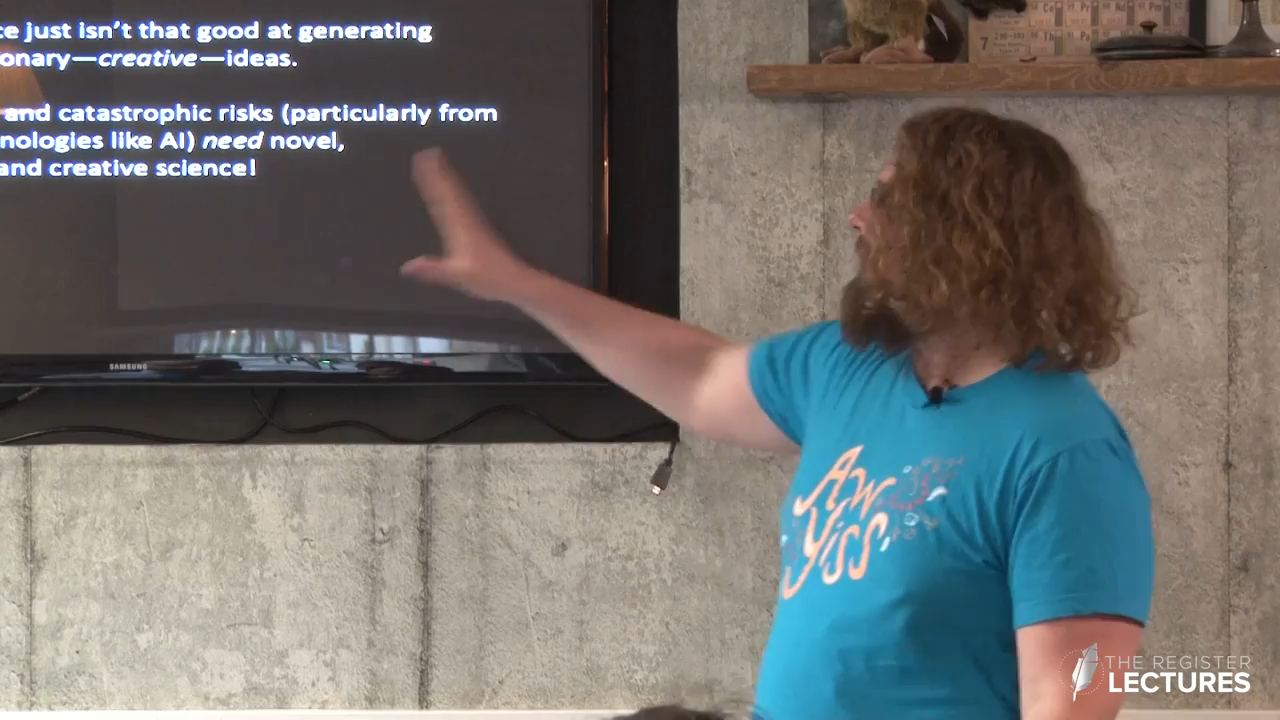 ce just isn't that good at generating
onary—creative—ideas.
and catastrophic risks (particularly from
nologies like AI) need novel,
and creative science!
SAMSUNG
Aw
Yiss
7
THE REGISTER
LECTURES